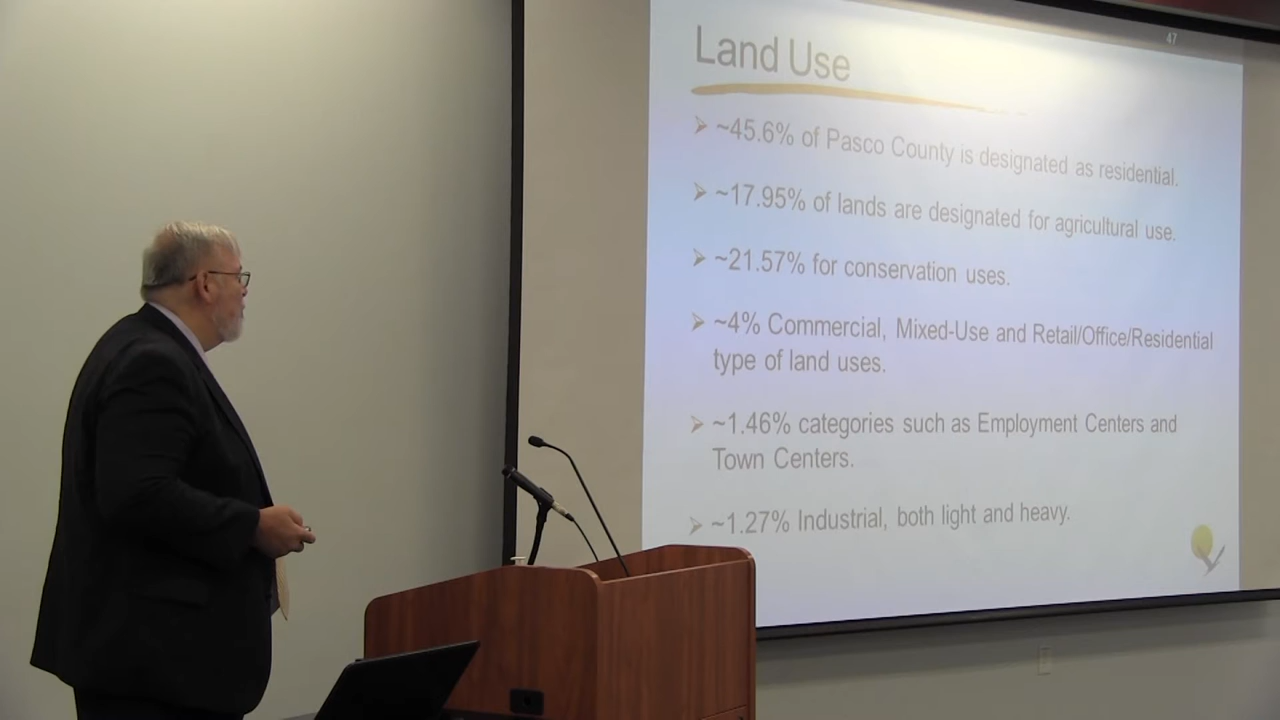 47
Land Use
~45.6% of Pasco County is designated as residential.
~17.95% of lands are designated for agricultural use.
~21.57% for conservation uses.
~4% Commercial, Mixed-Use and Retail/Office/Residential
type of land uses.
~1.46% categories such as Employment Centers and
Town Centers.
~1.27% Industrial, both light and heavy.